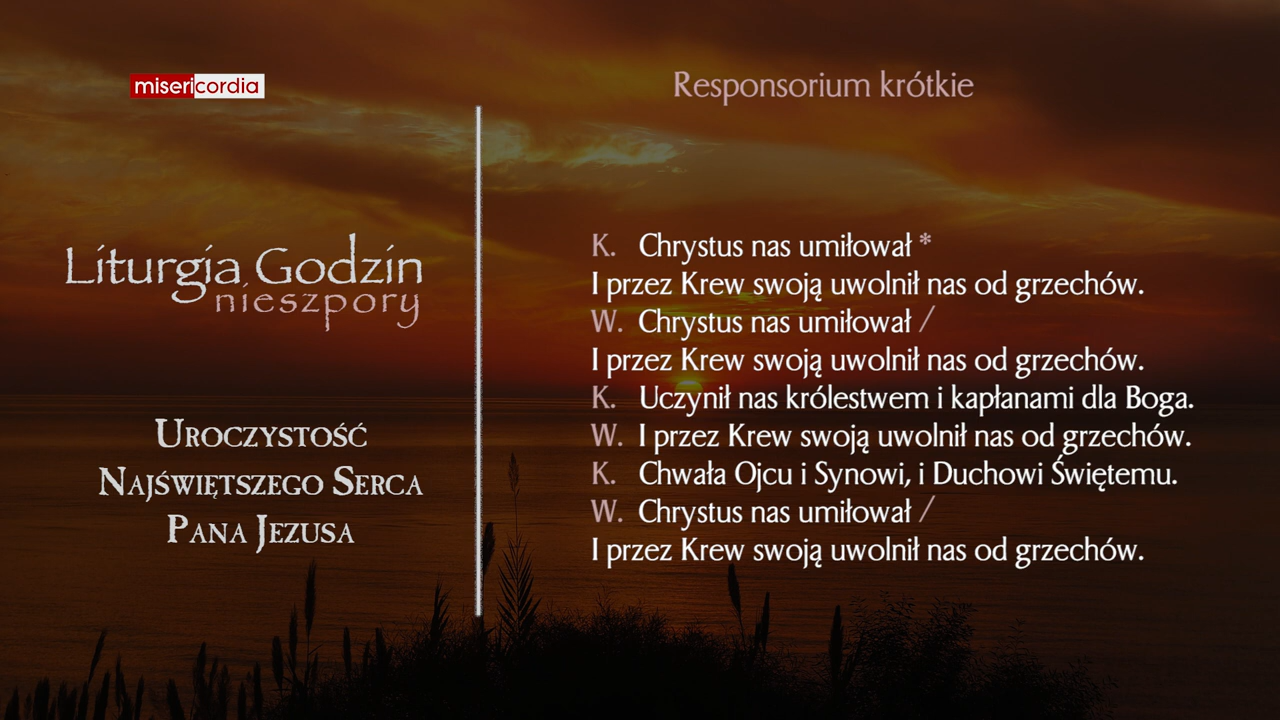 misericordia
Liturgia Godzin
nieszpory
Uroczystość
Najświętszego Serca
Pana Jezusa
Responsorium krótkie
K. Chrystus nas umiłował *
I przez Krew swoją uwolnił nas od grzechów.
W. Chrystus nas umiłował /
I przez Krew swoją uwolnił nas od grzechów.
K. Uczynił nas królestwem i kapłanami dla Boga.
W. I przez Krew swoją uwolnił nas od grzechów.
K. Chwała Ojcu i Synowi, i Duchowi Świętemu.
W. Chrystus nas umiłował /
I przez Krew swoją uwolnił nas od grzechów.